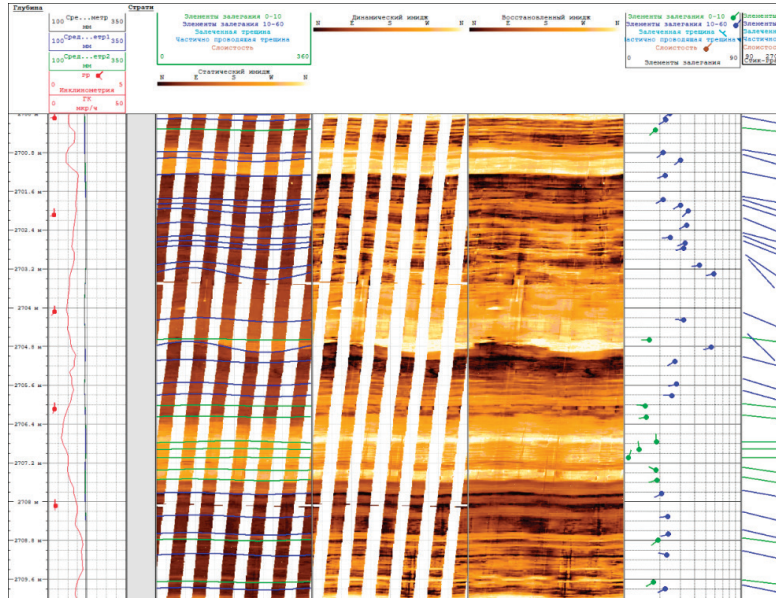 Глубина
100 Сре...метр 350
мм
100 Сред...етр1 350
мм
100 Сред...етр2 350
мм
0 5
Инклинометрия
0 ГК 50
мкр/ч
Страти
Элементы залегания 0-10
Элементы залегания 10-60
Залеченная трещина
Частично проводящая трещина
Слоистость
0 360
Статический имидж
N E S W N
Динамический имидж
N E S W N
Восстановленный имидж
N E S W N
Элементы залегания 0-10
Элементы залегания 10-60
Залеченная трещина
Частично проводящая трещина
Слоистость
0 90
Элементы залегания
2700.8 м
2701.6 м
2702.4 м
2703.2 м
2704 м
2704.8 м
2705.6 м
2706.4 м
2707.2 м
2708 м
2708.8 м
2709.6 м